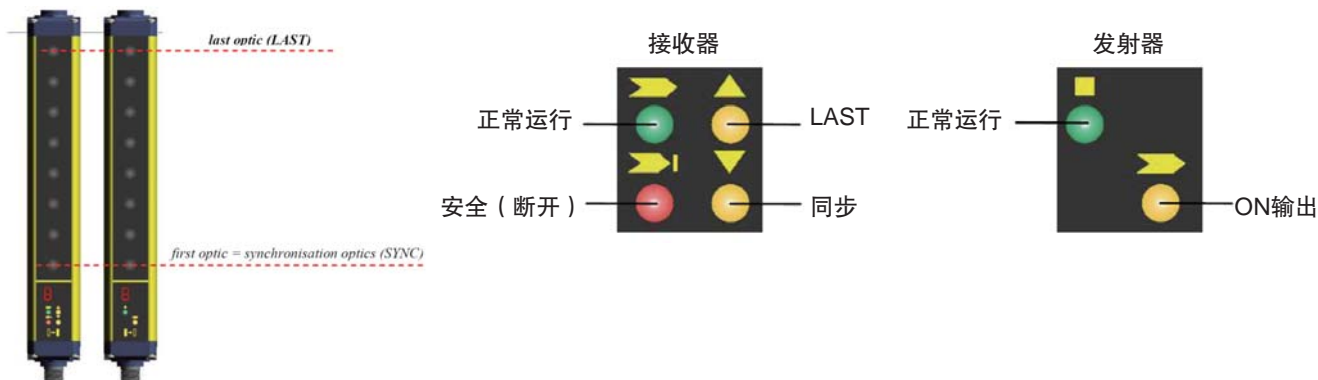 last optic (LAST)
first optic = synchronisation optics (SYNC)
接收器
正常运行
LAST
安全（断开）
同步
发射器
正常运行
ON输出